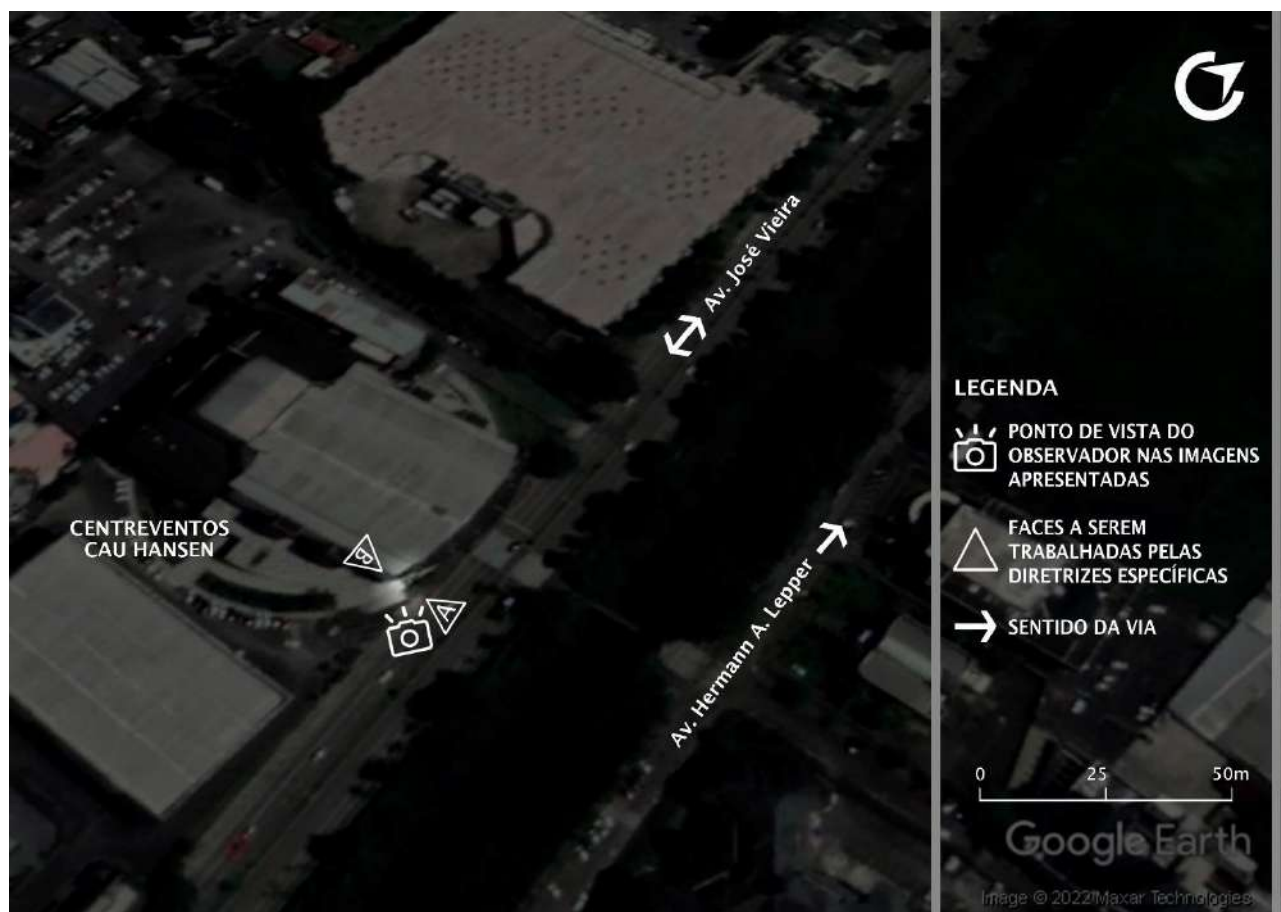 Av. José Vieira
CENTREVENTOS
CAU HANSEN
B
A
Av. Hermann A. Lepper
LEGENDA
PONTO DE VISTA DO
OBSERVADOR NAS IMAGENS
APRESENTADAS
FACES A SEREM
TRABALHADAS PELAS
DIRETRIZES ESPECÍFICAS
SENTIDO DA VIA
0 25 50m
Google Earth
Image © 2022 Maxar Technologies